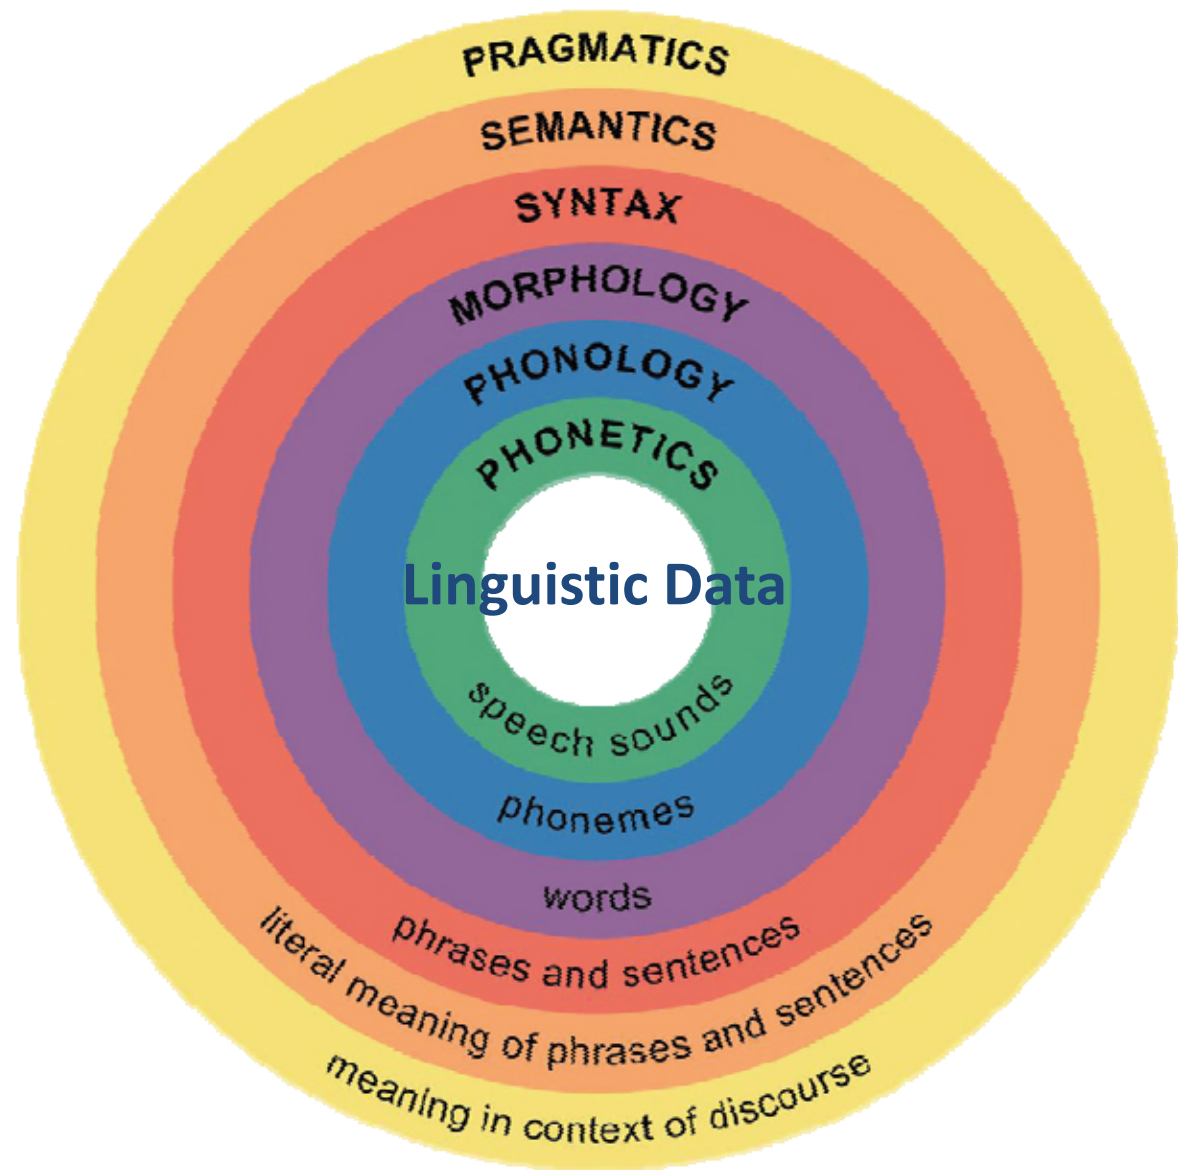 PRAGMATICS
SEMANTICS
SYNTAX
MORPHOLOGY
PHONOLOGY
PHONETICS
Linguistic Data
speech sounds
phonemes
words
phrases and sentences
literal meaning of phrases and sentences
meaning in context of discourse